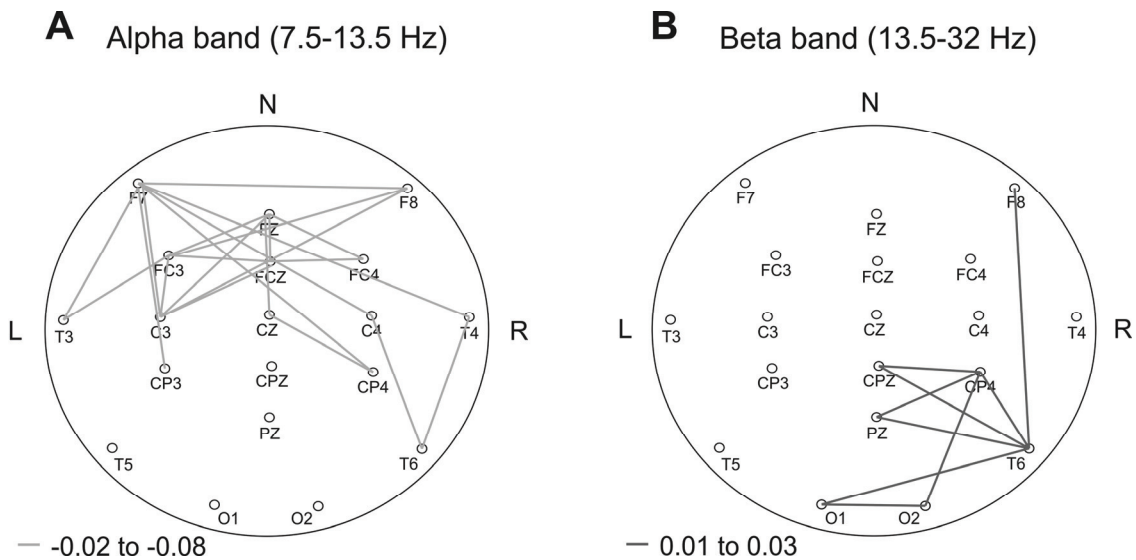 A Alpha band (7.5-13.5 Hz)
N
F7
F8
FZ
FC3
FCZ
FC4
L
T3
C3
CZ
C4
T4
R
CP3
CPZ
CP4
PZ
T5
T6
O1
O2
-0.02 to -0.08
B Beta band (13.5-32 Hz)
N
F7
F8
FZ
FC3
FCZ
FC4
L
T3
C3
CZ
C4
T4
R
CP3
CPZ
CP4
PZ
T5
T6
O1
O2
0.01 to 0.03